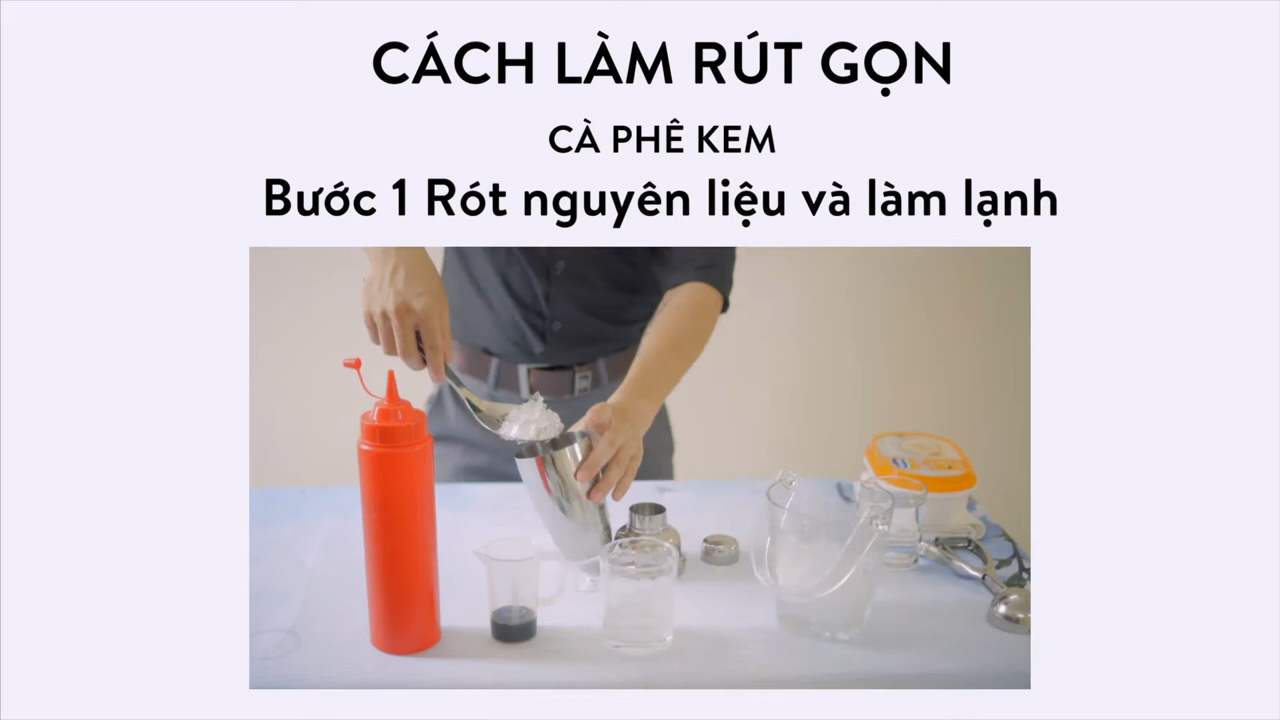 CÁCH LÀM RÚT GỌN
CÀ PHÊ KEM
Bước 1 Rót nguyên liệu và làm lạnh